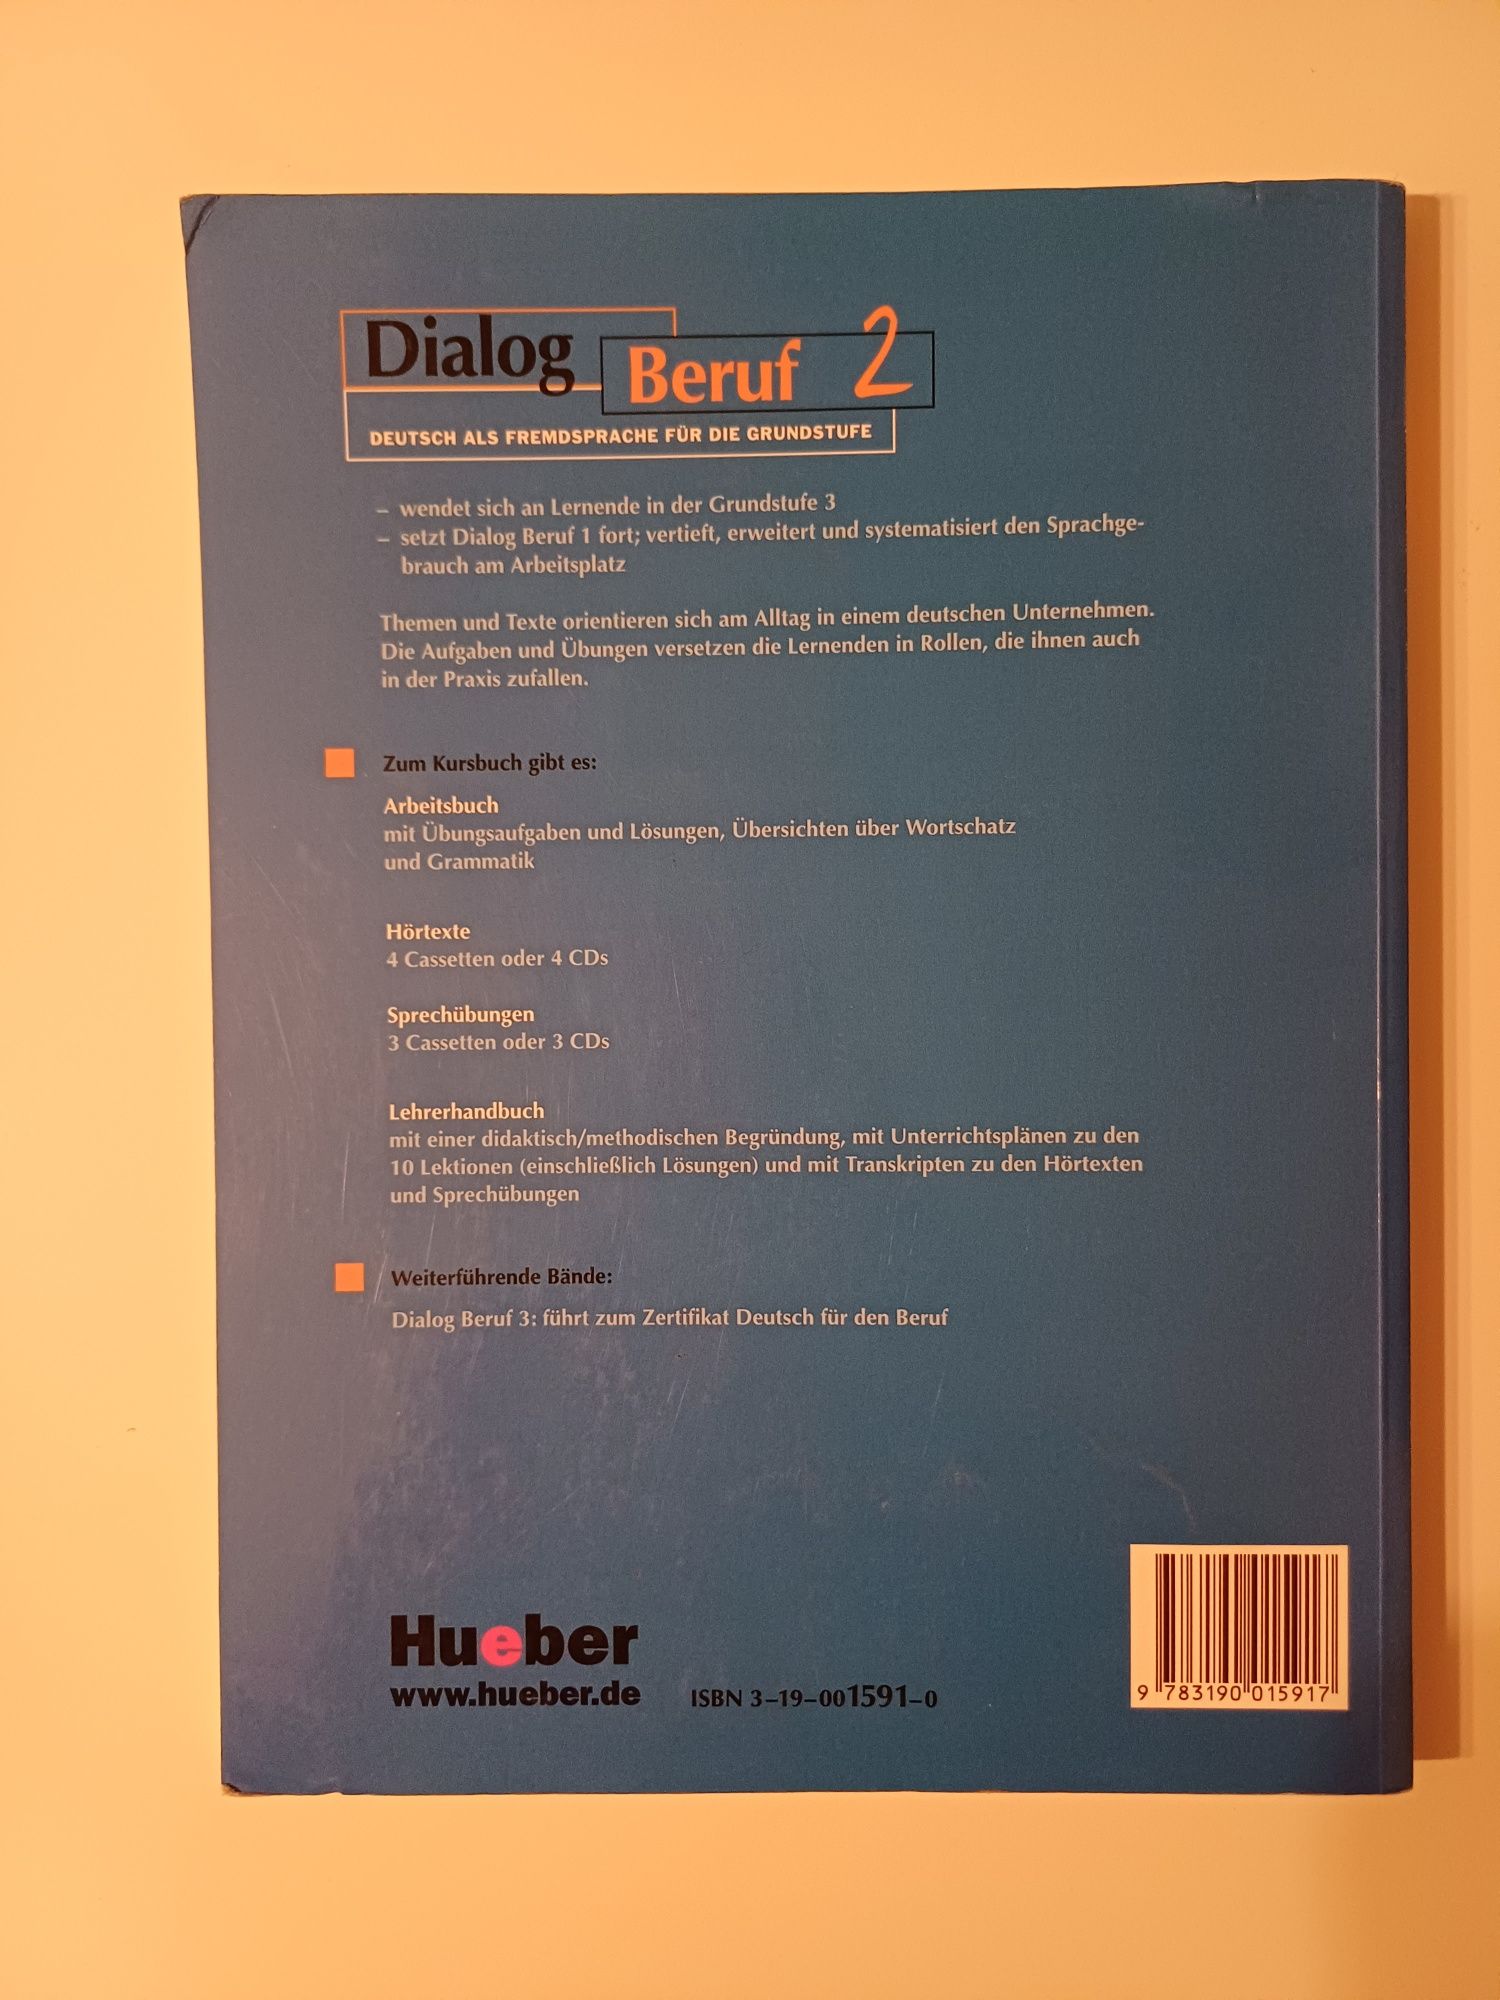 Dialog
Beruf 2
DEUTSCH ALS FREMDSPRACHE FÜR DIE GRUNDSTUFE
– wendet sich an Lernende in der Grundstufe 3
– setzt Dialog Beruf 1 fort; vertieft, erweitert und systematisiert den Sprachge-
brauch am Arbeitsplatz
Themen und Texte orientieren sich am Alltag in einem deutschen Unternehmen.
Die Aufgaben und Übungen versetzen die Lernenden in Rollen, die ihnen auch
in der Praxis zufallen.
Zum Kursbuch gibt es:
Arbeitsbuch
mit Übungsaufgaben und Lösungen, Übersichten über Wortschatz
und Grammatik
Hörtexte
4 Cassetten oder 4 CDs
Sprechübungen
3 Cassetten oder 3 CDs
Lehrerhandbuch
mit einer didaktisch/methodischen Begründung, mit Unterrichtsplänen zu den
10 Lektionen (einschließlich Lösungen) und mit Transkripten zu den Hörtexten
und Sprechübungen
Weiterführende Bände:
Dialog Beruf 3: führt zum Zertifikat Deutsch für den Beruf
Hueber
www.hueber.de
ISBN 3–19–001591–0
9 783190 015917